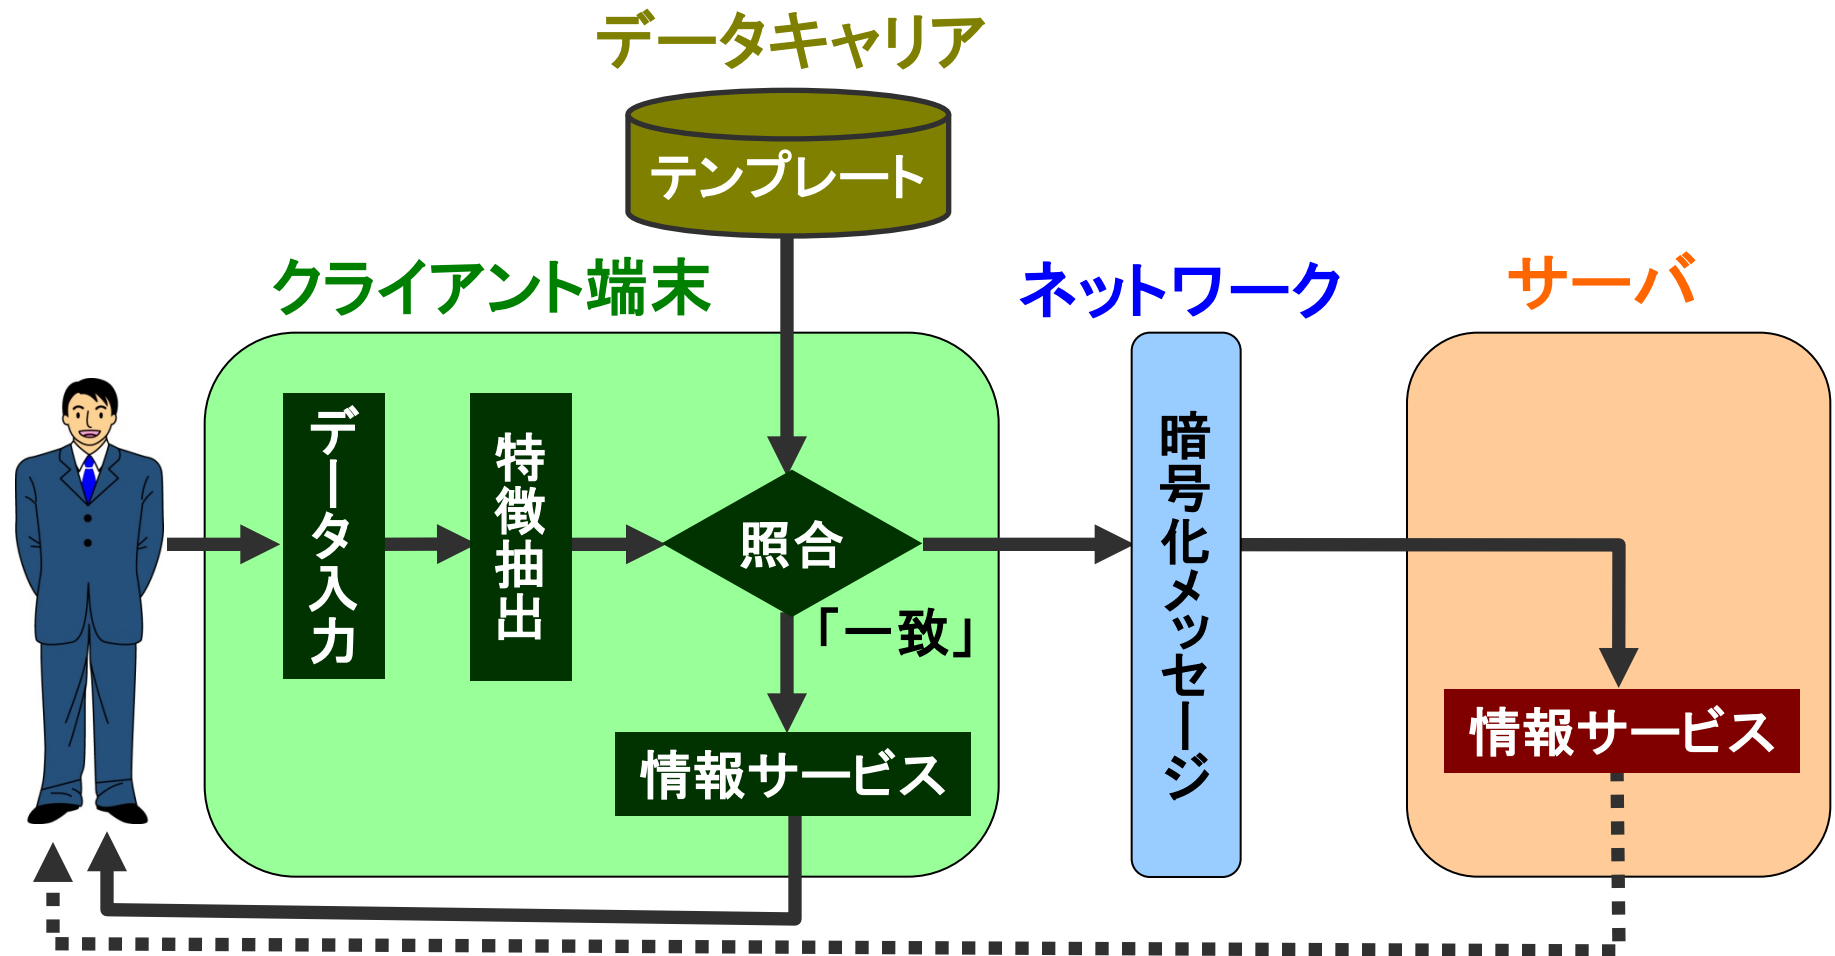 データキャリア
テンプレート
クライアント端末
ネットワーク
サーバ
データ入力
特徴抽出
照合
「一致」
情報サービス
暗号化メッセージ
情報サービス